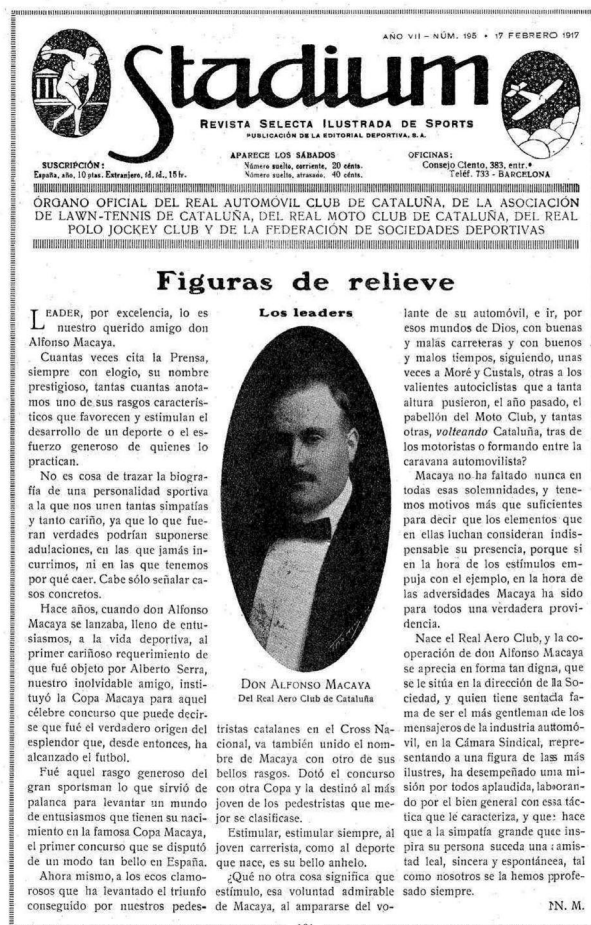 AÑO VII – NÚM. 195 • 17 FEBRERO 1917
Stadium
REVISTA SELECTA ILUSTRADA DE SPORTS
PUBLICACIÓN DE LA EDITORIAL DEPORTIVA, S. A.
SUSCRIPCIÓN:
España, año, 10 ptas. Extranjero, íd. íd., 15 fr.
APARECE LOS SÁBADOS
Número suelto, corriente, 20 cénts.
Número suelto, atrasado, 40 cénts.
OFICINAS:
Consejo Ciento, 383, entr.º
Teléf. 733 - BARCELONA
ÓRGANO OFICIAL DEL REAL AUTOMÓVIL CLUB DE CATALUÑA, DE LA ASOCIACIÓN
DE LAWN-TENNIS DE CATALUÑA, DEL REAL MOTO CLUB DE CATALUÑA, DEL REAL
POLO JOCKEY CLUB Y DE LA FEDERACIÓN DE SOCIEDADES DEPORTIVAS
Figuras de relieve
LEADER, por excelencia, lo es
nuestro querido amigo don
Alfonso Macaya.
Cuantas veces cita la Prensa,
siempre con elogio, su nombre
prestigioso, tantas cuantas anota-
mos uno de sus rasgos caracterís-
ticos que favorecen y estimulan el
desarrollo de un deporte o el es-
fuerzo generoso de quienes lo
practican.
No es cosa de trazar la biogra-
fía de una personalidad sportiva
a la que nos unen tantas simpatías
y tanto cariño, ya que lo que fue-
ran verdades podrían suponerse
adulaciones, en las que jamás in-
currimos, ni en las que tenemos
por qué caer. Cabe sólo señalar ca-
sos concretos.
Hace años, cuando don Alfonso
Macaya se lanzaba, lleno de entu-
siasmos, a la vida deportiva, al
primer cariñoso requerimiento de
que fué objeto por Alberto Serra,
nuestro inolvidable amigo, insti-
tuyó la Copa Macaya para aquel
célebre concurso que puede decir-
se que fué el verdadero origen del
esplendor que, desde entonces, ha
alcanzado el futbol.
Fué aquel rasgo generoso del
gran sportsman lo que sirvió de
palanca para levantar un mundo
de entusiasmos que tienen su naci-
miento en la famosa Copa Macaya,
el primer concurso que se disputó
de un modo tan bello en España.
Ahora mismo, a los ecos clamo-
rosos que ha levantado el triunfo
conseguido por nuestros pedes-
Los leaders
DON ALFONSO MACAYA
Del Real Aero Club de Cataluña
tristas catalanes en el Cross Na-
cional, va también unido el nom-
bre de Macaya con otro de sus
bellos rasgos. Dotó el concurso
con otra Copa y la destinó al más
joven de los pedestristas que me-
jor se clasificase.
Estimular, estimular siempre, al
joven carrerista, como al deporte
que nace, es su bello anhelo.
¿Qué no otra cosa significa que
estímulo, esa voluntad admirable
de Macaya, al ampararse del vo-
lante de su automóvil, e ir, por
esos mundos de Dios, con buenas
y malas carreteras y con buenos
y malos tiempos, siguiendo, unas
veces a Moré y Custals, otras a los
valientes autociclistas que a tanta
altura pusieron, el año pasado, el
pabellón del Moto Club, y tantas
otras, volteando Cataluña, tras de
los motoristas o formando entre la
caravana automovilista?
Macaya no ha faltado nunca en
todas esas solemnidades, y tene-
mos motivos más que suficientes
para decir que los elementos que
en ellas luchan consideran indis-
pensable su presencia, porque si
en la hora de los estímulos em-
puja con el ejemplo, en la hora de
las adversidades Macaya ha sido
para todos una verdadera provi-
dencia.
Nace el Real Aero Club, y la co-
operación de don Alfonso Macaya
se aprecia en forma tan digna, que
se le sitúa en la dirección de la So-
ciedad, y quien tiene sentada fa-
ma de ser el más gentleman de los
mensajeros de la industria automó-
vil, en la Cámara Sindical, repre-
sentando a una figura de las más
ilustres, ha desempeñado una mi-
sión por todos aplaudida, laboran-
do por el bien general con esa tác-
tica que le caracteriza, y que hace
que a la simpatía grande que ins-
pira su persona suceda una amis-
tad leal, sincera y espontánea, tal
como nosotros se la hemos profe-
sado siempre.
N. M.